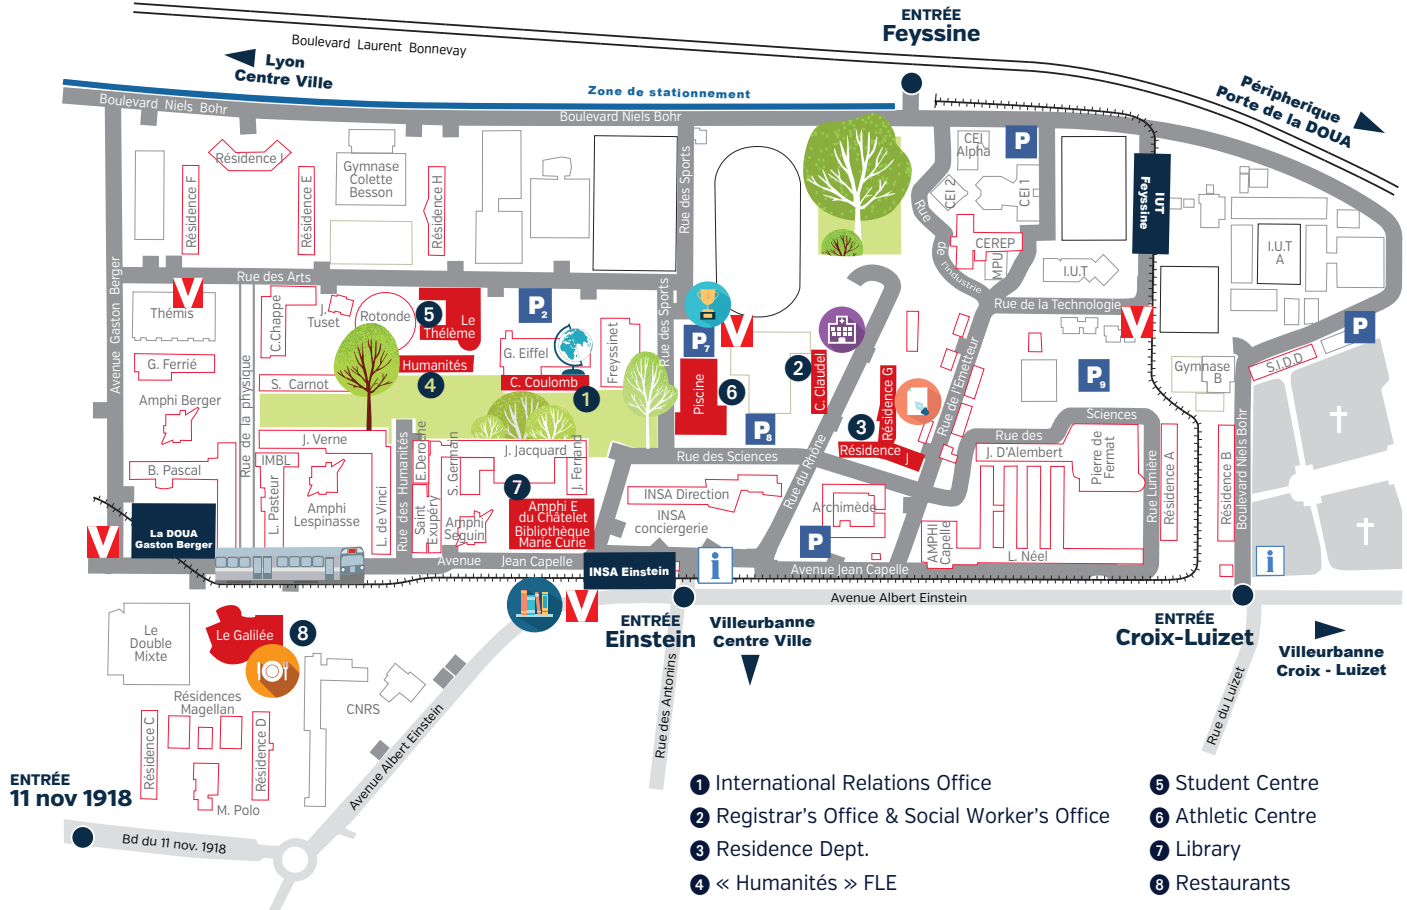 ENTRÉE
Feyssine
Boulevard Laurent Bonnevay
Lyon
Centre Ville
Péripherique
Porte de la DOUA
Zone de stationnement
Boulevard Niels Bohr
Boulevard Niels Bohr
Résidence I
Gymnase
Colette
Besson
Résidence F
Résidence E
Résidence H
Rue des Sports
CEI
Alpha
P
CEI 2
CEI 1
IUT
Feyssine
Rue
de
l'industrie
CEREP
MPU
I.U.T
I.U.T
A
Avenue Gaston Berger
Rue des Arts
Thémis
V
C.Chappe
J.
Tuset
Rotonde
5
Le
Thélème
P2
Rue des Sports
P7
V
Rue de la Technologie
V
P
G. Ferrié
Humanités
4
G. Eiffel
Freyssinet
C. Coulomb
1
Piscine
6
2
C. Claudel
Résidence G
Rue de l'Emetteur
P9
Gymnase
B
S.I.D.D
S. Carnot
Amphi Berger
Rue de la physique
P8
3
Résidence J
Sciences
Rue des
J. Verne
IMBL
B. Pascal
Rue des Humanités
E.Deroche
S. Germain
J. Jacquard
J. Ferrand
Rue des Sciences
Rue du Rhône
J. D'Alembert
Pierre de
Fermat
Rue Lumière
Résidence A
Résidence B
Boulevard Niels Bohr
L. Pasteur
Amphi
Lespinasse
L. de Vinci
Saint
Exupéry
Amphi
Seguin
7
Amphi E
du Châtelet
Bibliothèque
Marie Curie
INSA Direction
INSA
conciergerie
Archimède
P
AMPHI
Capelle
L. Néel
La DOUA
Gaston Berger
V
Avenue Jean Capelle
INSA Einstein
i
Avenue Jean Capelle
i
V
Avenue Albert Einstein
ENTRÉE
Einstein
Villeurbanne
Centre Ville
ENTRÉE
Croix-Luizet
Villeurbanne
Croix - Luizet
Le
Double
Mixte
Le Galilée
8
Résidences
Magellan
CNRS
Résidence C
Résidence D
M. Polo
Avenue Albert Einstein
Rue des Antonins
Rue du Luizet
ENTRÉE
11 nov 1918
Bd du 11 nov. 1918
1 International Relations Office
2 Registrar's Office & Social Worker's Office
3 Residence Dept.
4 « Humanités » FLE
5 Student Centre
6 Athletic Centre
7 Library
8 Restaurants